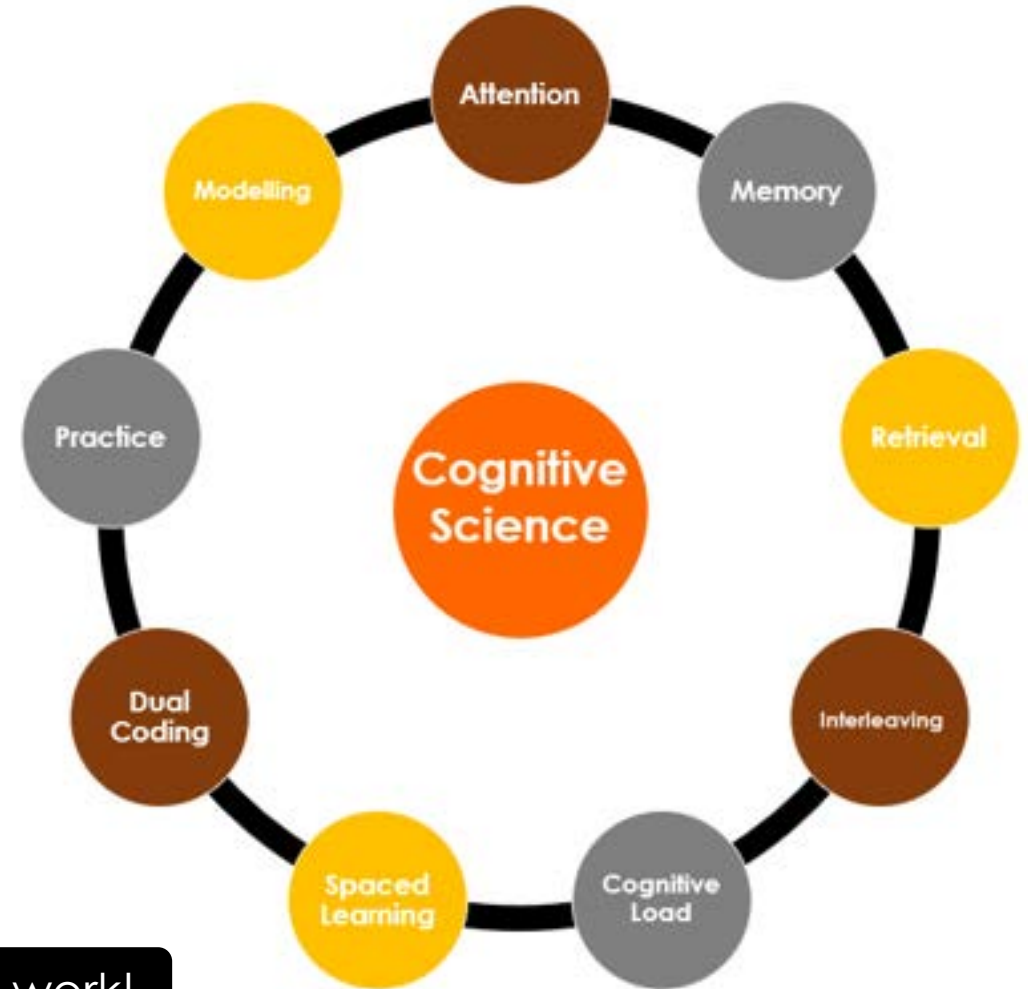 Attention
Memory
Retrieval
Interleaving
Cognitive
Load
Spaced
Learning
Dual
Coding
Practice
Modelling
Cognitive
Science
work!